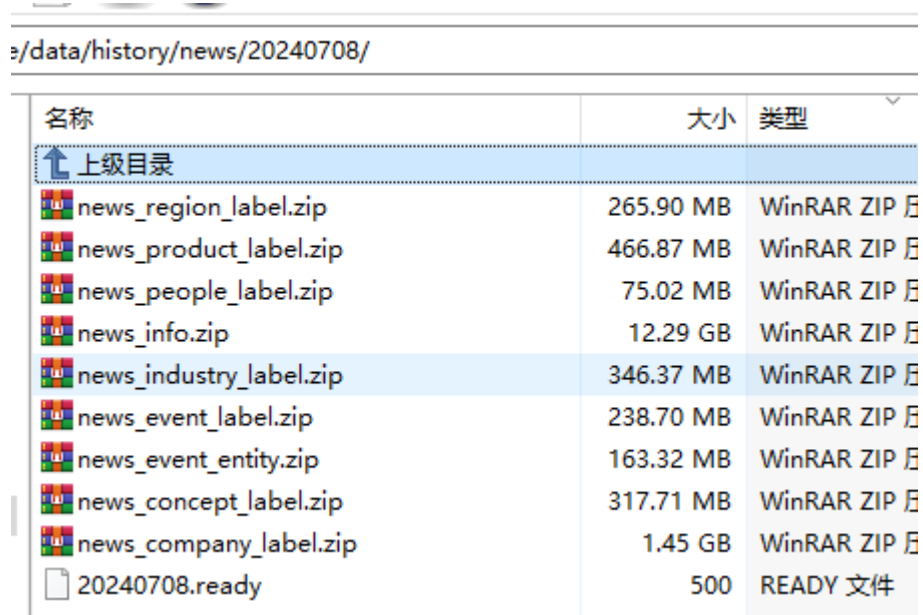 /data/history/news/20240708/
名称 大小 类型
上级目录
news_region_label.zip 265.90 MB WinRAR ZIP
news_product_label.zip 466.87 MB WinRAR ZIP
news_people_label.zip 75.02 MB WinRAR ZIP
news_info.zip 12.29 GB WinRAR ZIP
news_industry_label.zip 346.37 MB WinRAR ZIP
news_event_label.zip 238.70 MB WinRAR ZIP
news_event_entity.zip 163.32 MB WinRAR ZIP
news_concept_label.zip 317.71 MB WinRAR ZIP
news_company_label.zip 1.45 GB WinRAR ZIP
20240708.ready 500 READY 文件